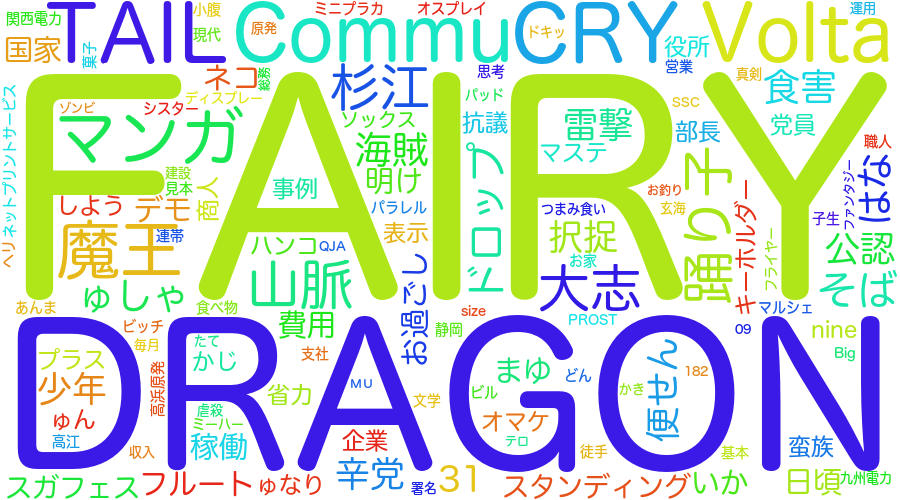 関西電力
TAIL
小腹
ミニプラカ
オスプレイ
Commu
CRY
Volta
運用
国家
菓子
現代
原発
ドキッ
役所
営業
ネコ
総務
杉江
思考
真剣
食害
ゾンビ
シスター
ディスプレー
パッド
SSC
FAIRY
マンガ
ソックス
抗議
雷撃
部長
党員
職人
ネットプリントサービス
海賊
マステ
建設
見本
明け
ドロップ
踊り子
ファンタジー
はな
しよう
デモ
商人
事例
パラレル
つまみ食い
お釣り
玄海
キーホルダー
子生
ヘリ
魔王
連帯
ハンコ
QJA
表示
択捉
お家
フライヤー
公認
ゅしゃ
山脈
お過ごし
大志
そば
あんま
食べ物
費用
静岡
size
PROST
マルシェ
DRAGON
ビッチ
毎月
たて
09
nine
プラス
かじ
支社
まゆ
どん
便せん
Big
少年
高浜原発
MU
ビル
かき
182
省力
文学
ゅん
虐殺
ミーハー
オマケ
高江
稼働
企業
テロ
徒手
基本
蛮族
収入
スガフェス
フルート
ゅなり
辛党
署名
31
スタンディング
いか
日頃
九州電力